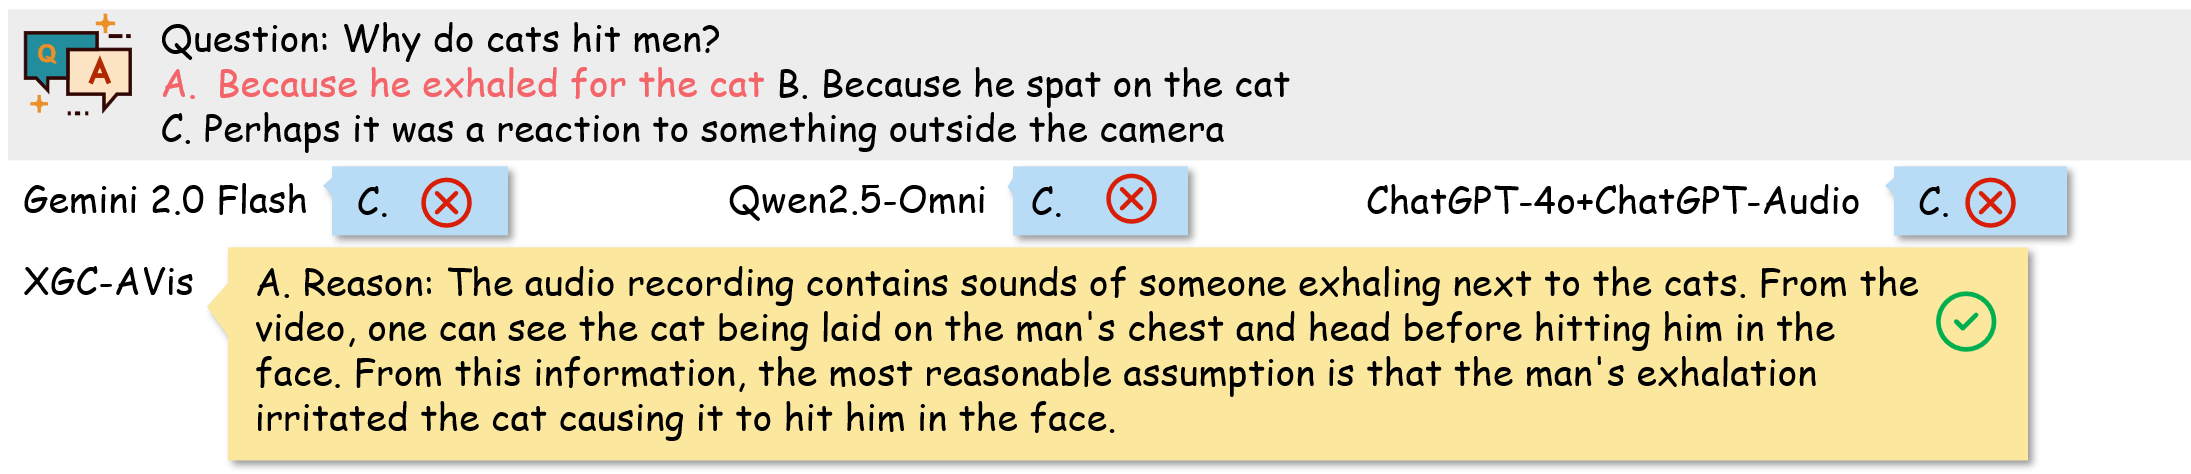 Q A
Question: Why do cats hit men?
A. Because he exhaled for the cat B. Because he spat on the cat
C. Perhaps it was a reaction to something outside the camera
Gemini 2.0 Flash C. Qwen2.5-Omni C. ChatGPT-4o+ChatGPT-Audio C.
XGC-AVis A. Reason: The audio recording contains sounds of someone exhaling next to the cats. From the
video, one can see the cat being laid on the man's chest and head before hitting him in the
face. From this information, the most reasonable assumption is that the man's exhalation
irritated the cat causing it to hit him in the face.